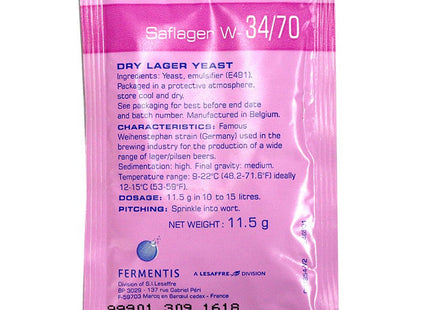 Saflager W-34/70
DRY LAGER YEAST
Ingredients: Yeast, emulsifier (E491).
Packaged in a protective atmosphere,
store cool and dry.
See packaging for best before end date
and batch number. Manufactured in Belgium.
CHARACTERISTICS: Famous
Weihenstephan strain (Germany) used in the
brewing industry for the production of a wide
range of lager/pilsen beers.
Sedimentation: high. Final gravity: medium.
Temperature range: 9-22°C (48.2-71.6°F) ideally
12-15°C (53-59°F).
DOSAGE: 11.5 g in 10 to 15 litres.
PITCHING: Sprinkle into wort.
NET WEIGHT: 11.5 g
FERMENTIS
A LESAFFRE DIVISION
Division of S.I.Lesaffre
BP 3029 - 137 rue Gabriel Péri
F-59703 Marcq en Barœul cedex - France
99901 309 1618